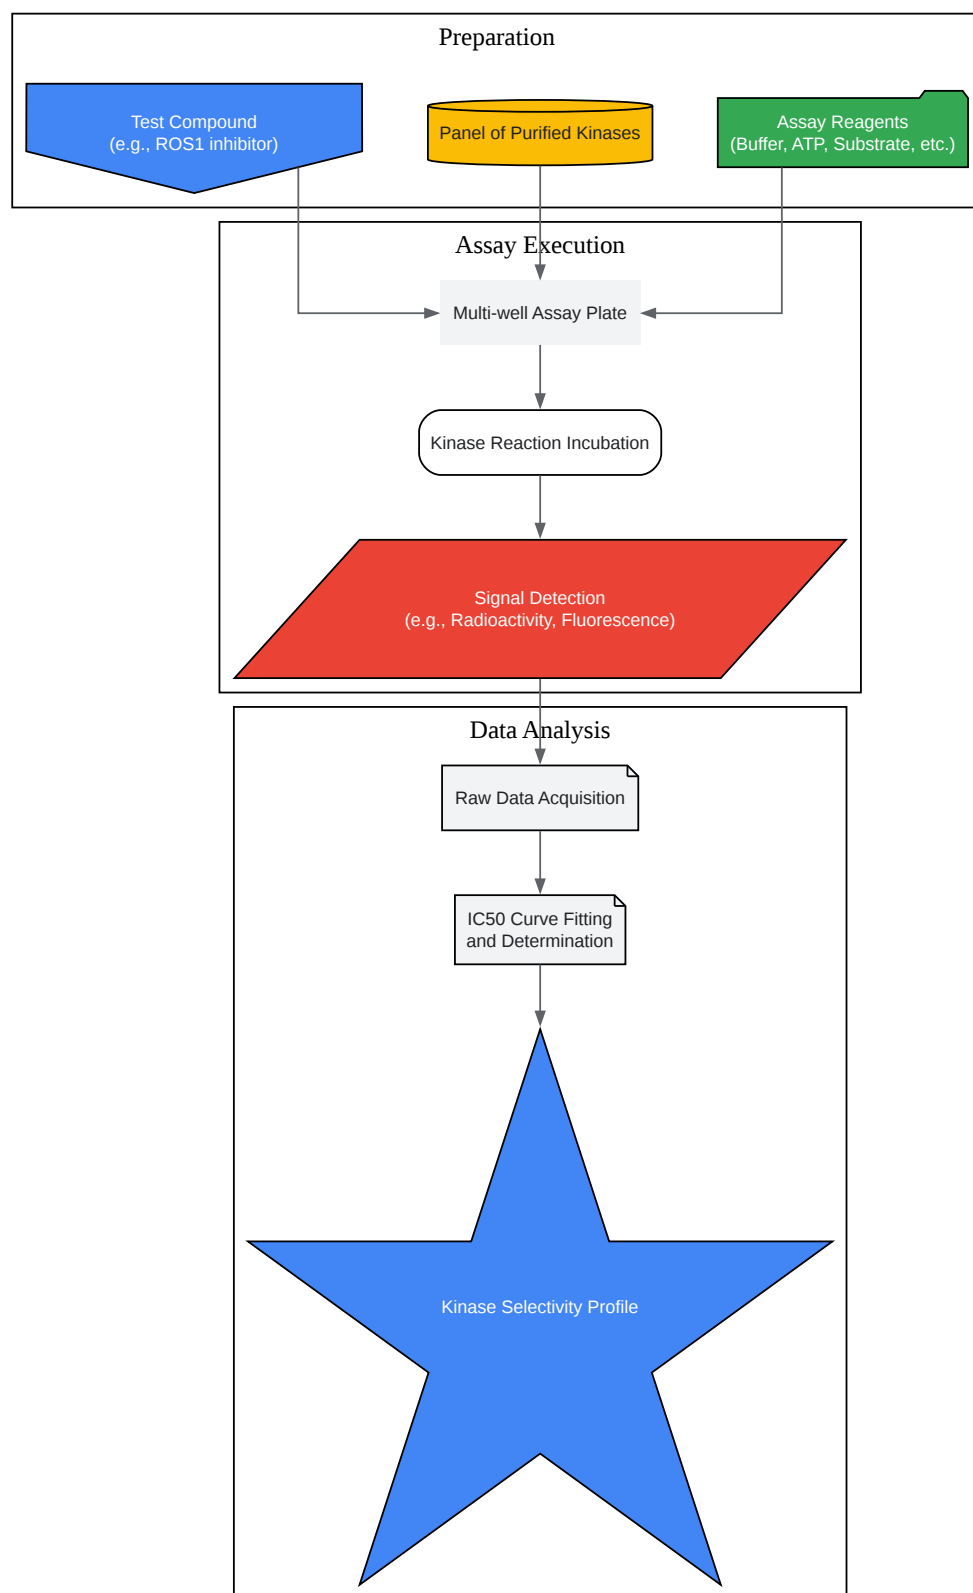 Preparation
Test Compound
(e.g., ROS1 inhibitor)
Panel of Purified Kinases
Assay Reagents
(Buffer, ATP, Substrate, etc.)
Assay Execution
Multi-well Assay Plate
Kinase Reaction Incubation
Signal Detection
(e.g., Radioactivity, Fluorescence)
Data Analysis
Raw Data Acquisition
IC50 Curve Fitting
and Determination
Kinase Selectivity Profile